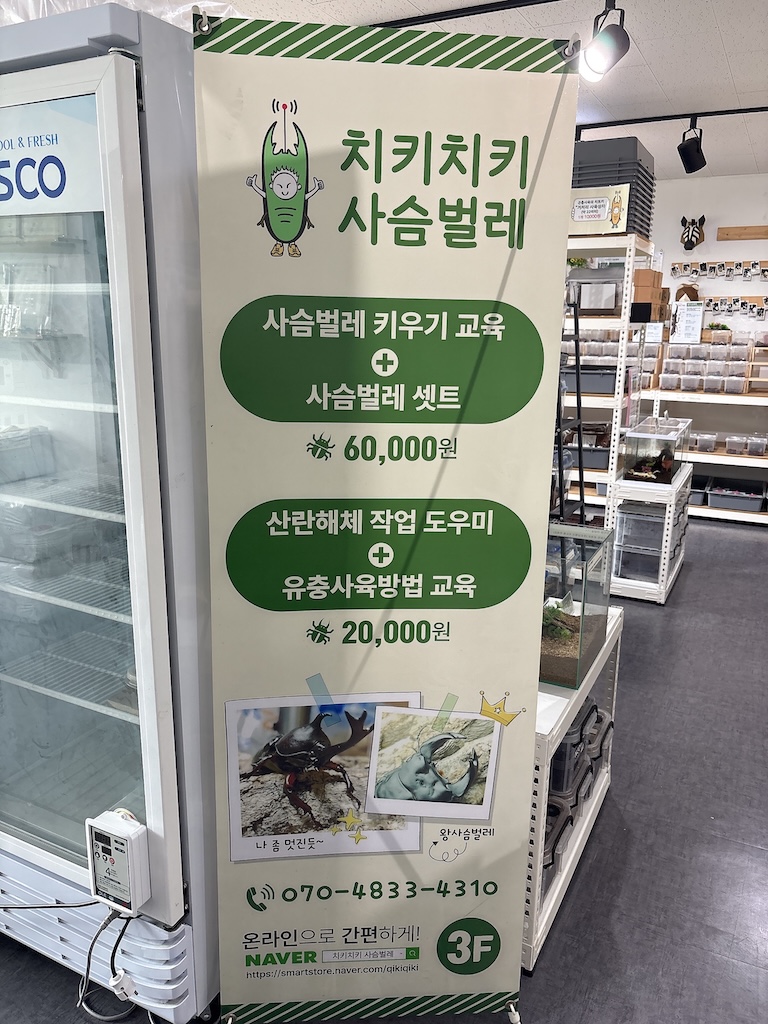 OOL & FRESH
SCO
치키치키
사슴벌레
사슴벌레 키우기 교육
+
사슴벌레 셋트
60,000원
산란해체 작업 도우미
+
유충사육방법 교육
20,000원
나 좀 멋진듯~
왕사슴벌레
070-4833-4310
온라인으로 간편하게!
NAVER 치키치키 사슴벌레
https://smartstore.naver.com/qikiqiki
3F